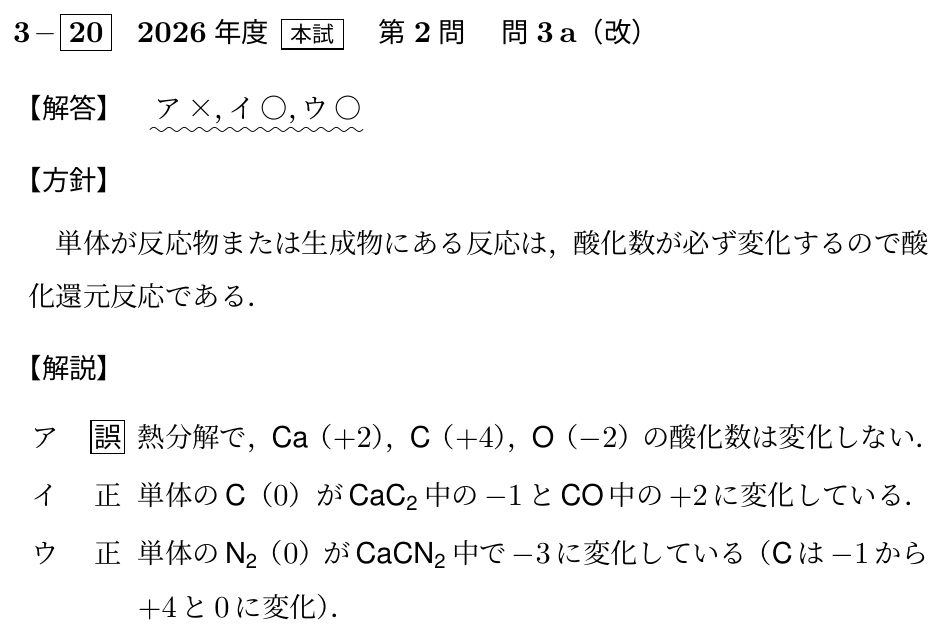 3-20 2026 年度 本試 第 2 問 問 3 a（改）
【解答】 ア ×, イ ○, ウ ○
【方針】
単体が反応物または生成物にある反応は，酸化数が必ず変化するので酸
化還元反応である．
【解説】
ア 誤 熱分解で，Ca（+2），C（+4），O（−2）の酸化数は変化しない．
イ 正 単体の C（0）が CaC₂ 中の −1 と CO 中の +2 に変化している．
ウ 正 単体の N₂（0）が CaCN₂ 中で −3 に変化している（C は −1 から
+4 と 0 に変化）．